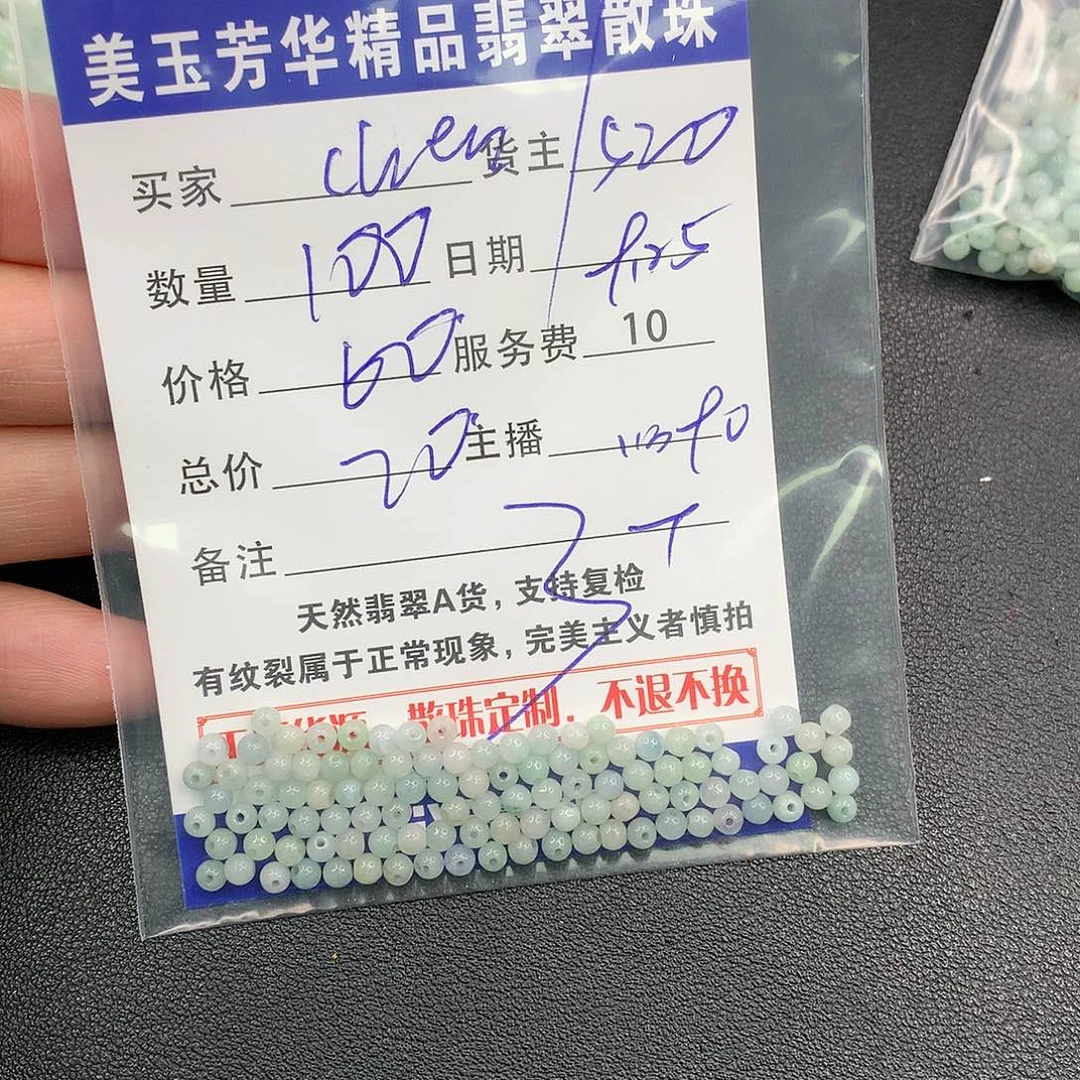 美玉芳华精品翡翠散珠
买家 Chen 货主 520
数量 100 日期
价格 60 服务费 10
总价 70 主播
备注
天然翡翠A货，支持复检
有纹裂属于正常现象，完美主义者慎拍
散珠定制，不退不换